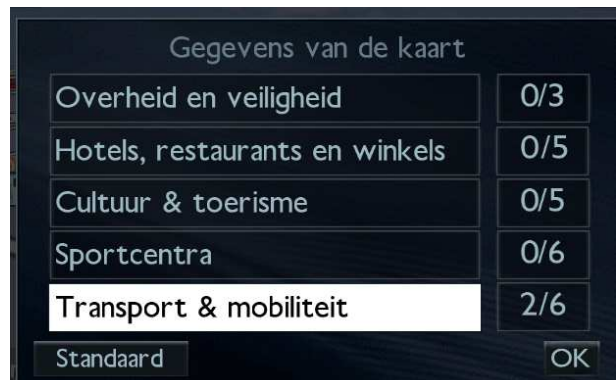 Gegevens van de kaart
Overheid en veiligheid 0/3
Hotels, restaurants en winkels 0/5
Cultuur & toerisme 0/5
Sportcentra 0/6
Transport & mobiliteit 2/6
Standaard OK